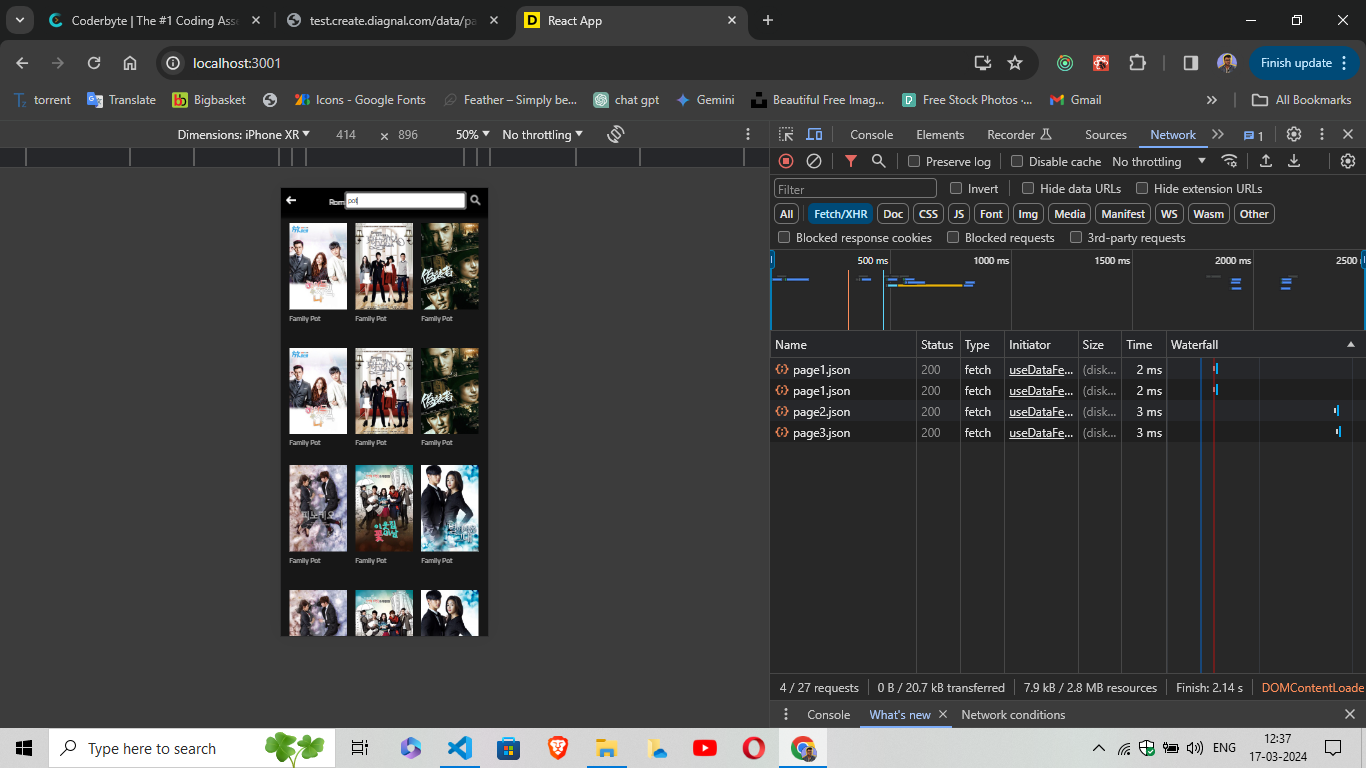 Coderbyte | The #1 Coding Asse
test.create.diagnal.com/data/pa
React App
localhost:3001
Finish update
torrent
Translate
Bigbasket
Icons - Google Fonts
Feather – Simply be...
chat gpt
Gemini
Beautiful Free Imag...
Free Stock Photos ·...
Gmail
All Bookmarks
Dimensions: iPhone XR
414
×
896
50%
No throttling
Console
Elements
Recorder
Sources
Network
1
Preserve log
Disable cache
No throttling
Filter
Invert
Hide data URLs
Hide extension URLs
All
Fetch/XHR
Doc
CSS
JS
Font
Img
Media
Manifest
WS
Wasm
Other
Blocked response cookies
Blocked requests
3rd-party requests
500 ms
1000 ms
1500 ms
2000 ms
2500
Name
Status
Type
Initiator
Size
Time
Waterfall
page1.json 200 fetch useDataFe... (disk... 2 ms
page1.json 200 fetch useDataFe... (disk... 2 ms
page2.json 200 fetch useDataFe... (disk... 3 ms
page3.json 200 fetch useDataFe... (disk... 3 ms
4 / 27 requests
0 B / 20.7 kB transferred
7.9 kB / 2.8 MB resources
Finish: 2.14 s
DOMContentLoade
Console
What's new
Network conditions
Rom
pot
Family Pot
Family Pot
Family Pot
Family Pot
Family Pot
Family Pot
Family Pot
Family Pot
Family Pot
Type here to search
ENG
12:37
17-03-2024